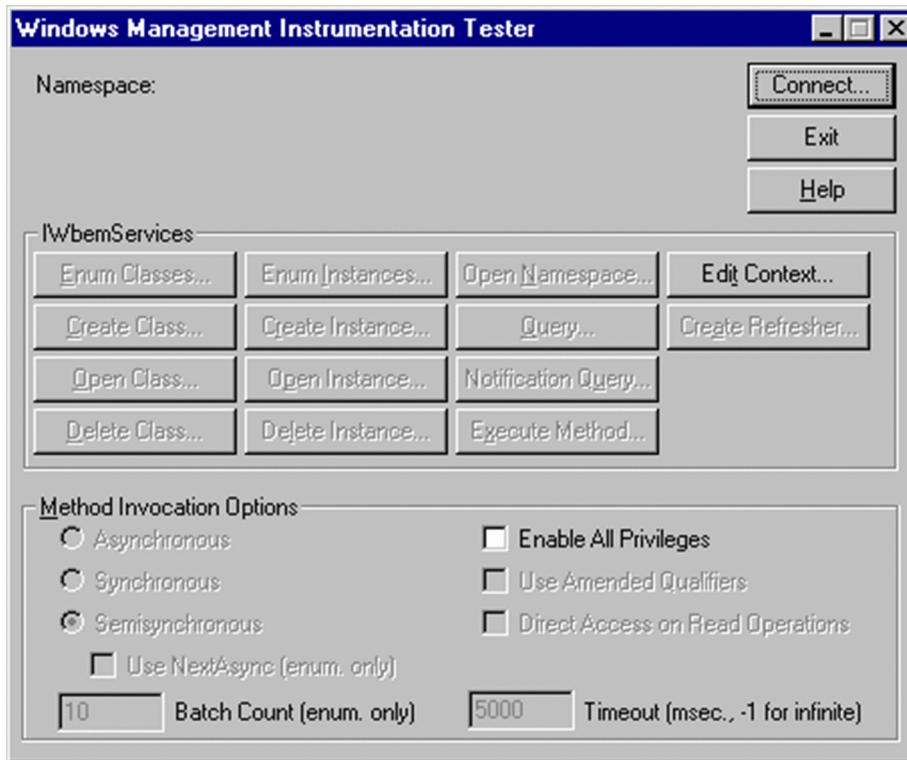 Windows Management Instrumentation Tester
Namespace:
Connect...
Exit
Help
IWbemServices
Enum Classes... Enum Instances... Open Namespace... Edit Context...
Create Class... Create Instance... Query... Create Refresher...
Open Class... Open Instance... Notification Query...
Delete Class... Delete Instance... Execute Method...
Method Invocation Options
Asynchronous Enable All Privileges
Synchronous Use Amended Qualifiers
Semisynchronous Direct Access on Read Operations
Use NextAsync (enum. only)
10 Batch Count (enum. only) 5000 Timeout (msec., -1 for infinite)